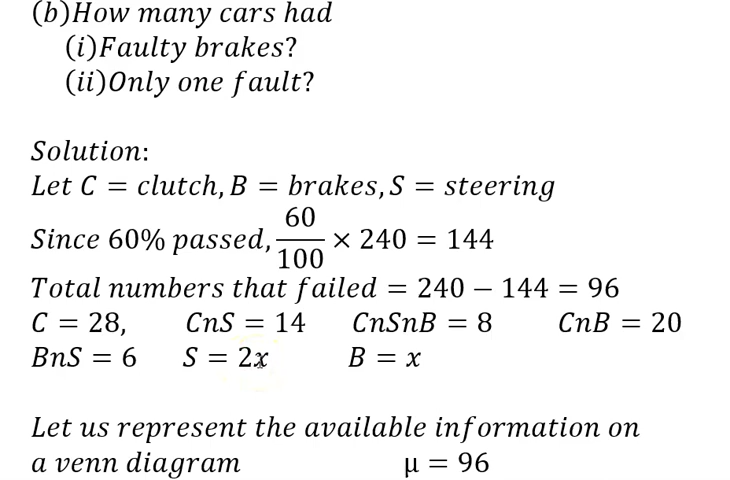 (b)How many cars had
(i)Faulty brakes?
(ii)Only one fault?
Solution:
Let C = clutch, B = brakes, S = steering
Since 60% passed, 60/100 × 240 = 144
Total numbers that failed = 240 − 144 = 96
C = 28, CnS = 14 CnSnB = 8 CnB = 20
BnS = 6 S = 2x B = x
Let us represent the available information on
a venn diagram μ = 96